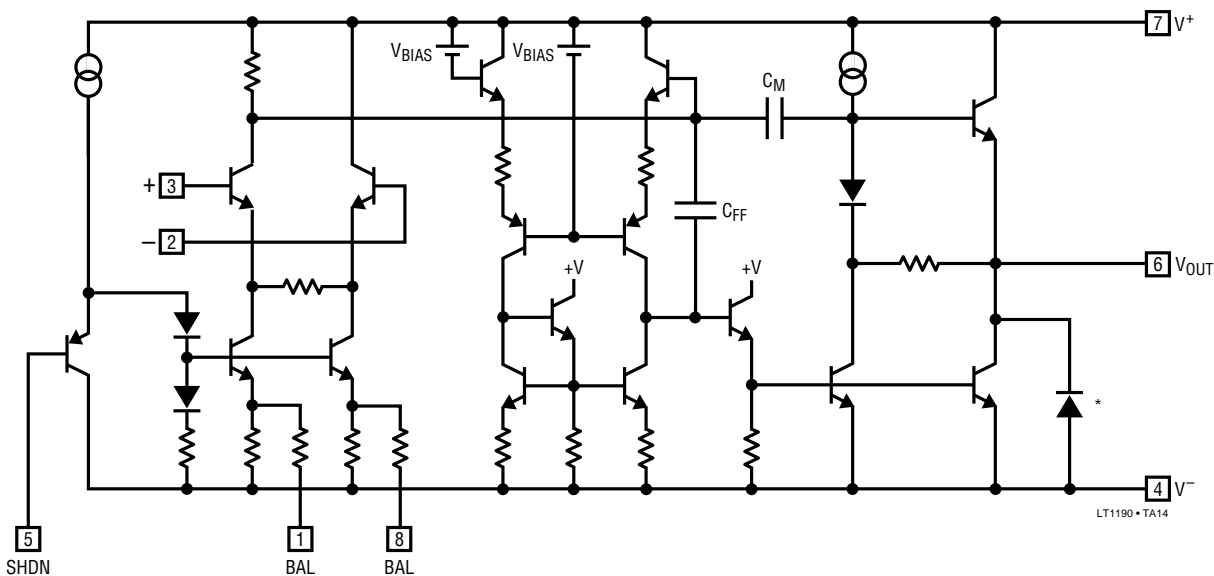 7 V+
VBIAS
VBIAS
CM
+ 3
− 2
CFF
+V
+V
6 VOUT
*
4 V−
LT1190 • TA14
5
SHDN
1
BAL
8
BAL